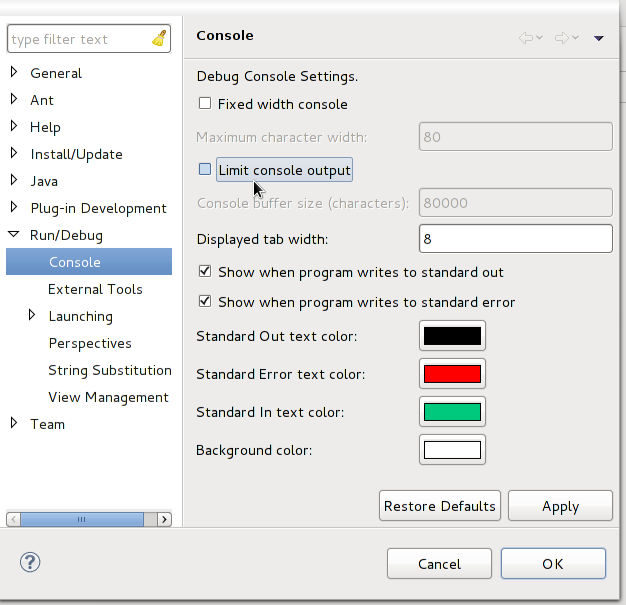 type filter text
General
Ant
Help
Install/Update
Java
Plug-in Development
Run/Debug
Console
External Tools
Launching
Perspectives
String Substitution
View Management
Team
Console
Debug Console Settings.
Fixed width console
Maximum character width: 80
Limit console output
Console buffer size (characters): 80000
Displayed tab width: 8
Show when program writes to standard out
Show when program writes to standard error
Standard Out text color:
Standard Error text color:
Standard In text color:
Background color:
Restore Defaults Apply
? Cancel OK